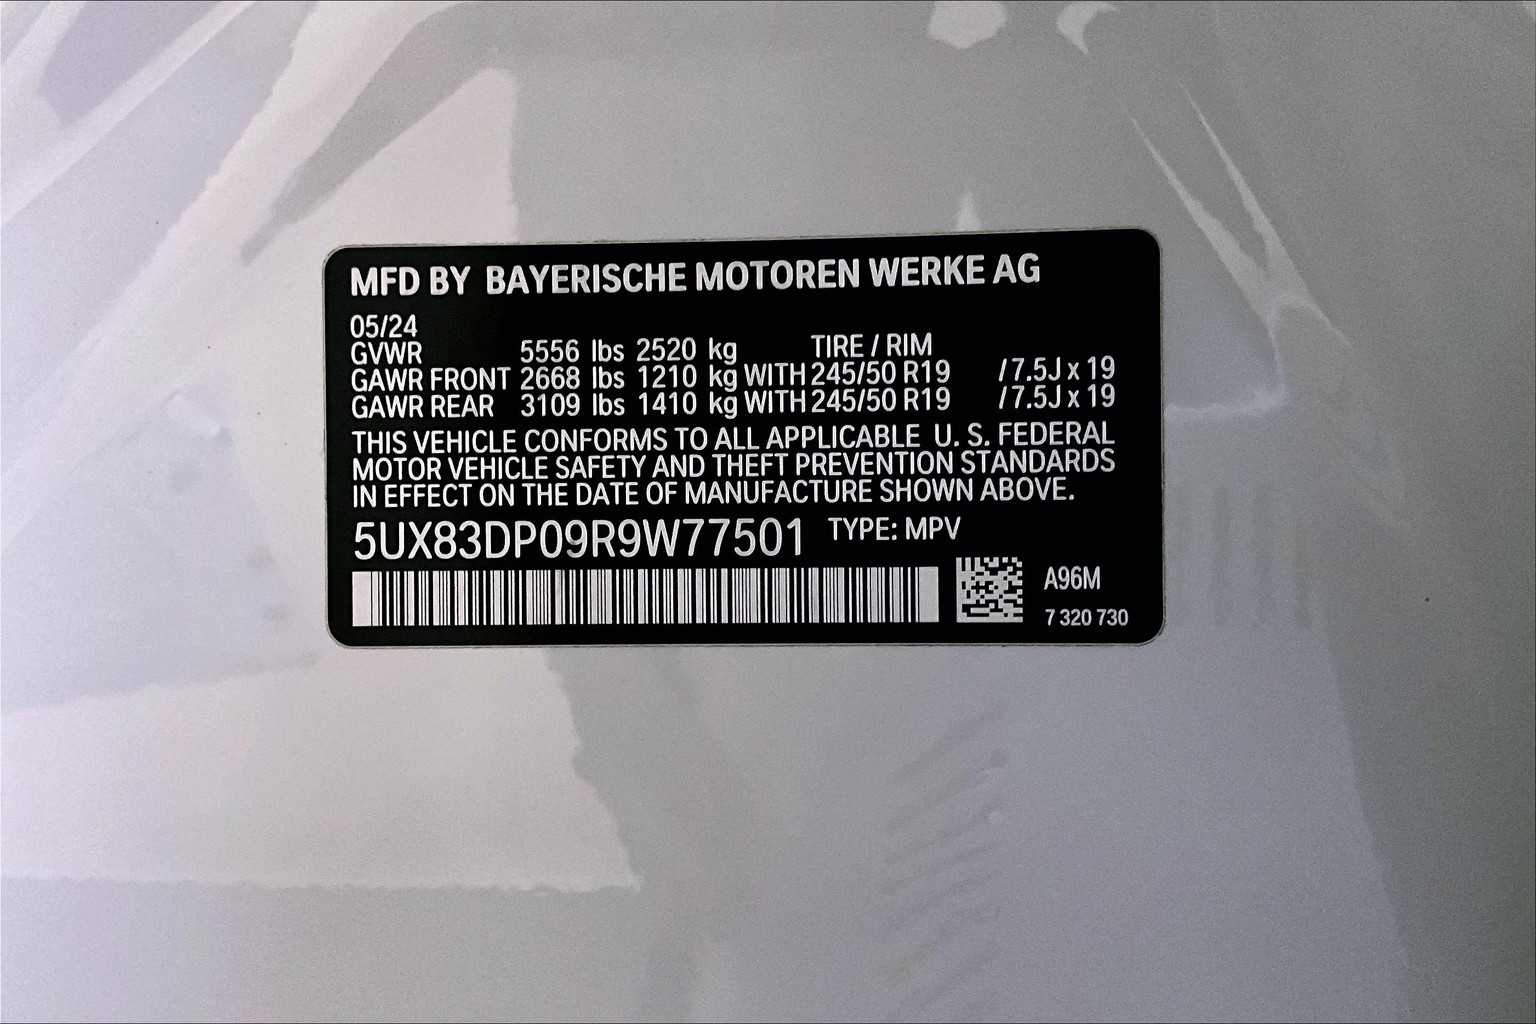 MFD BY BAYERISCHE MOTOREN WERKE AG
05/24
GVWR 5556 lbs 2520 kg TIRE / RIM
GAWR FRONT 2668 lbs 1210 kg WITH 245/50 R19 / 7.5J x 19
GAWR REAR 3109 lbs 1410 kg WITH 245/50 R19 / 7.5J x 19
THIS VEHICLE CONFORMS TO ALL APPLICABLE U. S. FEDERAL
MOTOR VEHICLE SAFETY AND THEFT PREVENTION STANDARDS
IN EFFECT ON THE DATE OF MANUFACTURE SHOWN ABOVE.
5UX83DP09R9W77501 TYPE: MPV
A96M
7 320 730